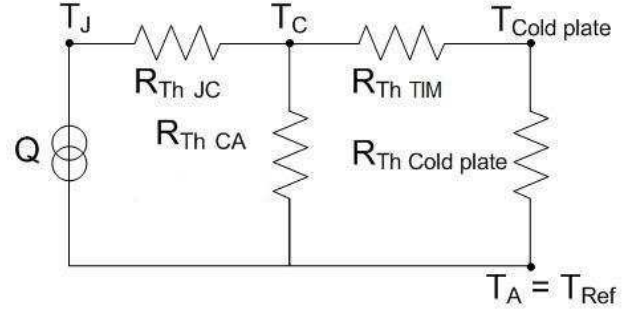 T_J
T_C
T_Cold plate
R_Th JC
R_Th TIM
R_Th CA
Q
R_Th Cold plate
T_A = T_Ref